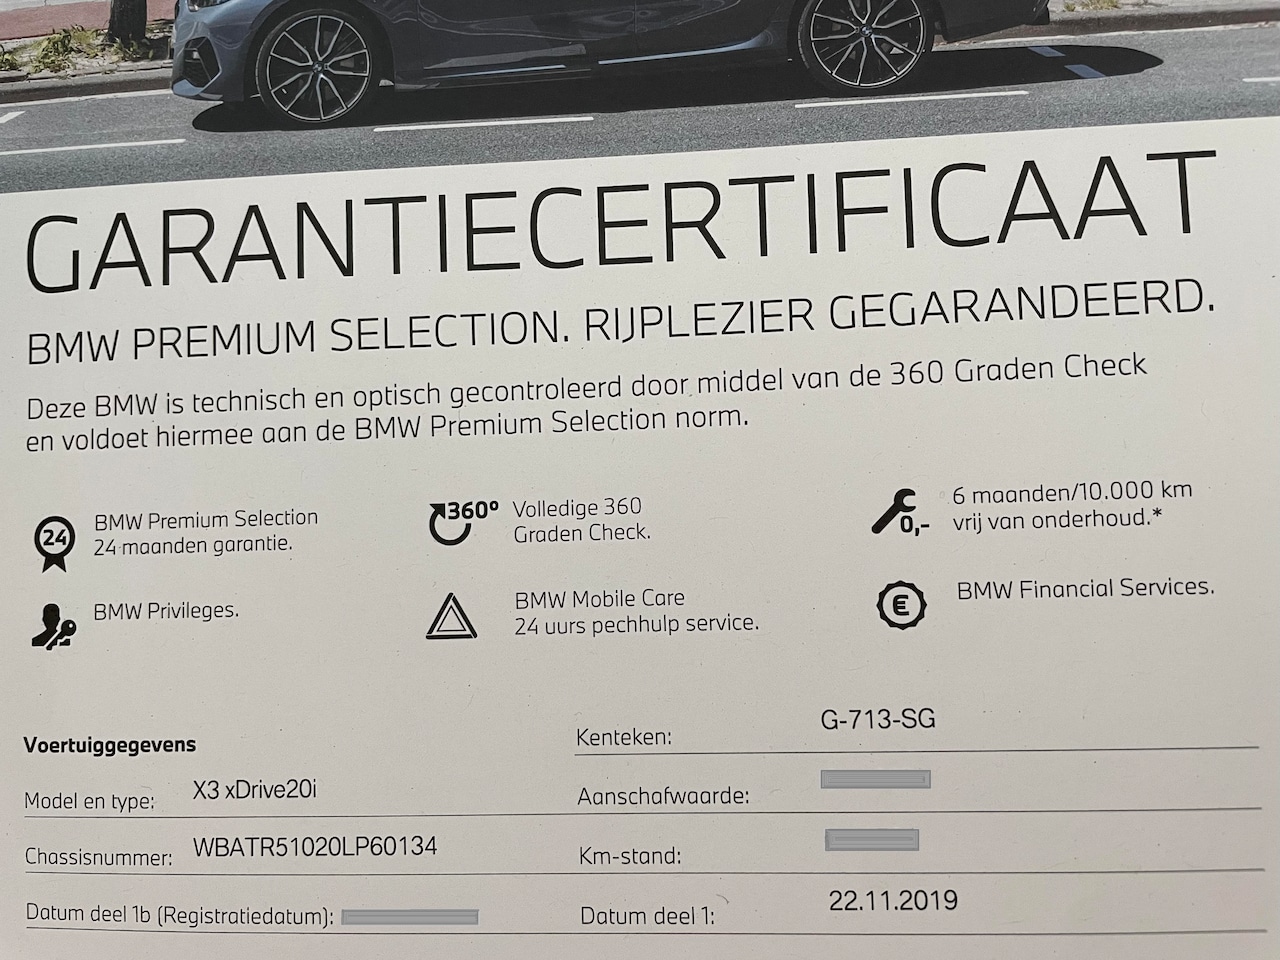 GARANTIECERTIFICAAT
BMW PREMIUM SELECTION. RIJPLEZIER GEGARANDEERD.
Deze BMW is technisch en optisch gecontroleerd door middel van de 360 Graden Check
en voldoet hiermee aan de BMW Premium Selection norm.
24
BMW Premium Selection
24 maanden garantie.
360°
Volledige 360
Graden Check.
0,-
6 maanden/10.000 km
vrij van onderhoud.*
BMW Privileges.
BMW Mobile Care
24 uurs pechhulp service.
€
BMW Financial Services.
Voertuiggegevens
Kenteken: G-713-SG
Model en type: X3 xDrive20i
Aanschafwaarde:
Chassisnummer: WBATR51020LP60134
Km-stand:
Datum deel 1b (Registratiedatum):
Datum deel 1: 22.11.2019